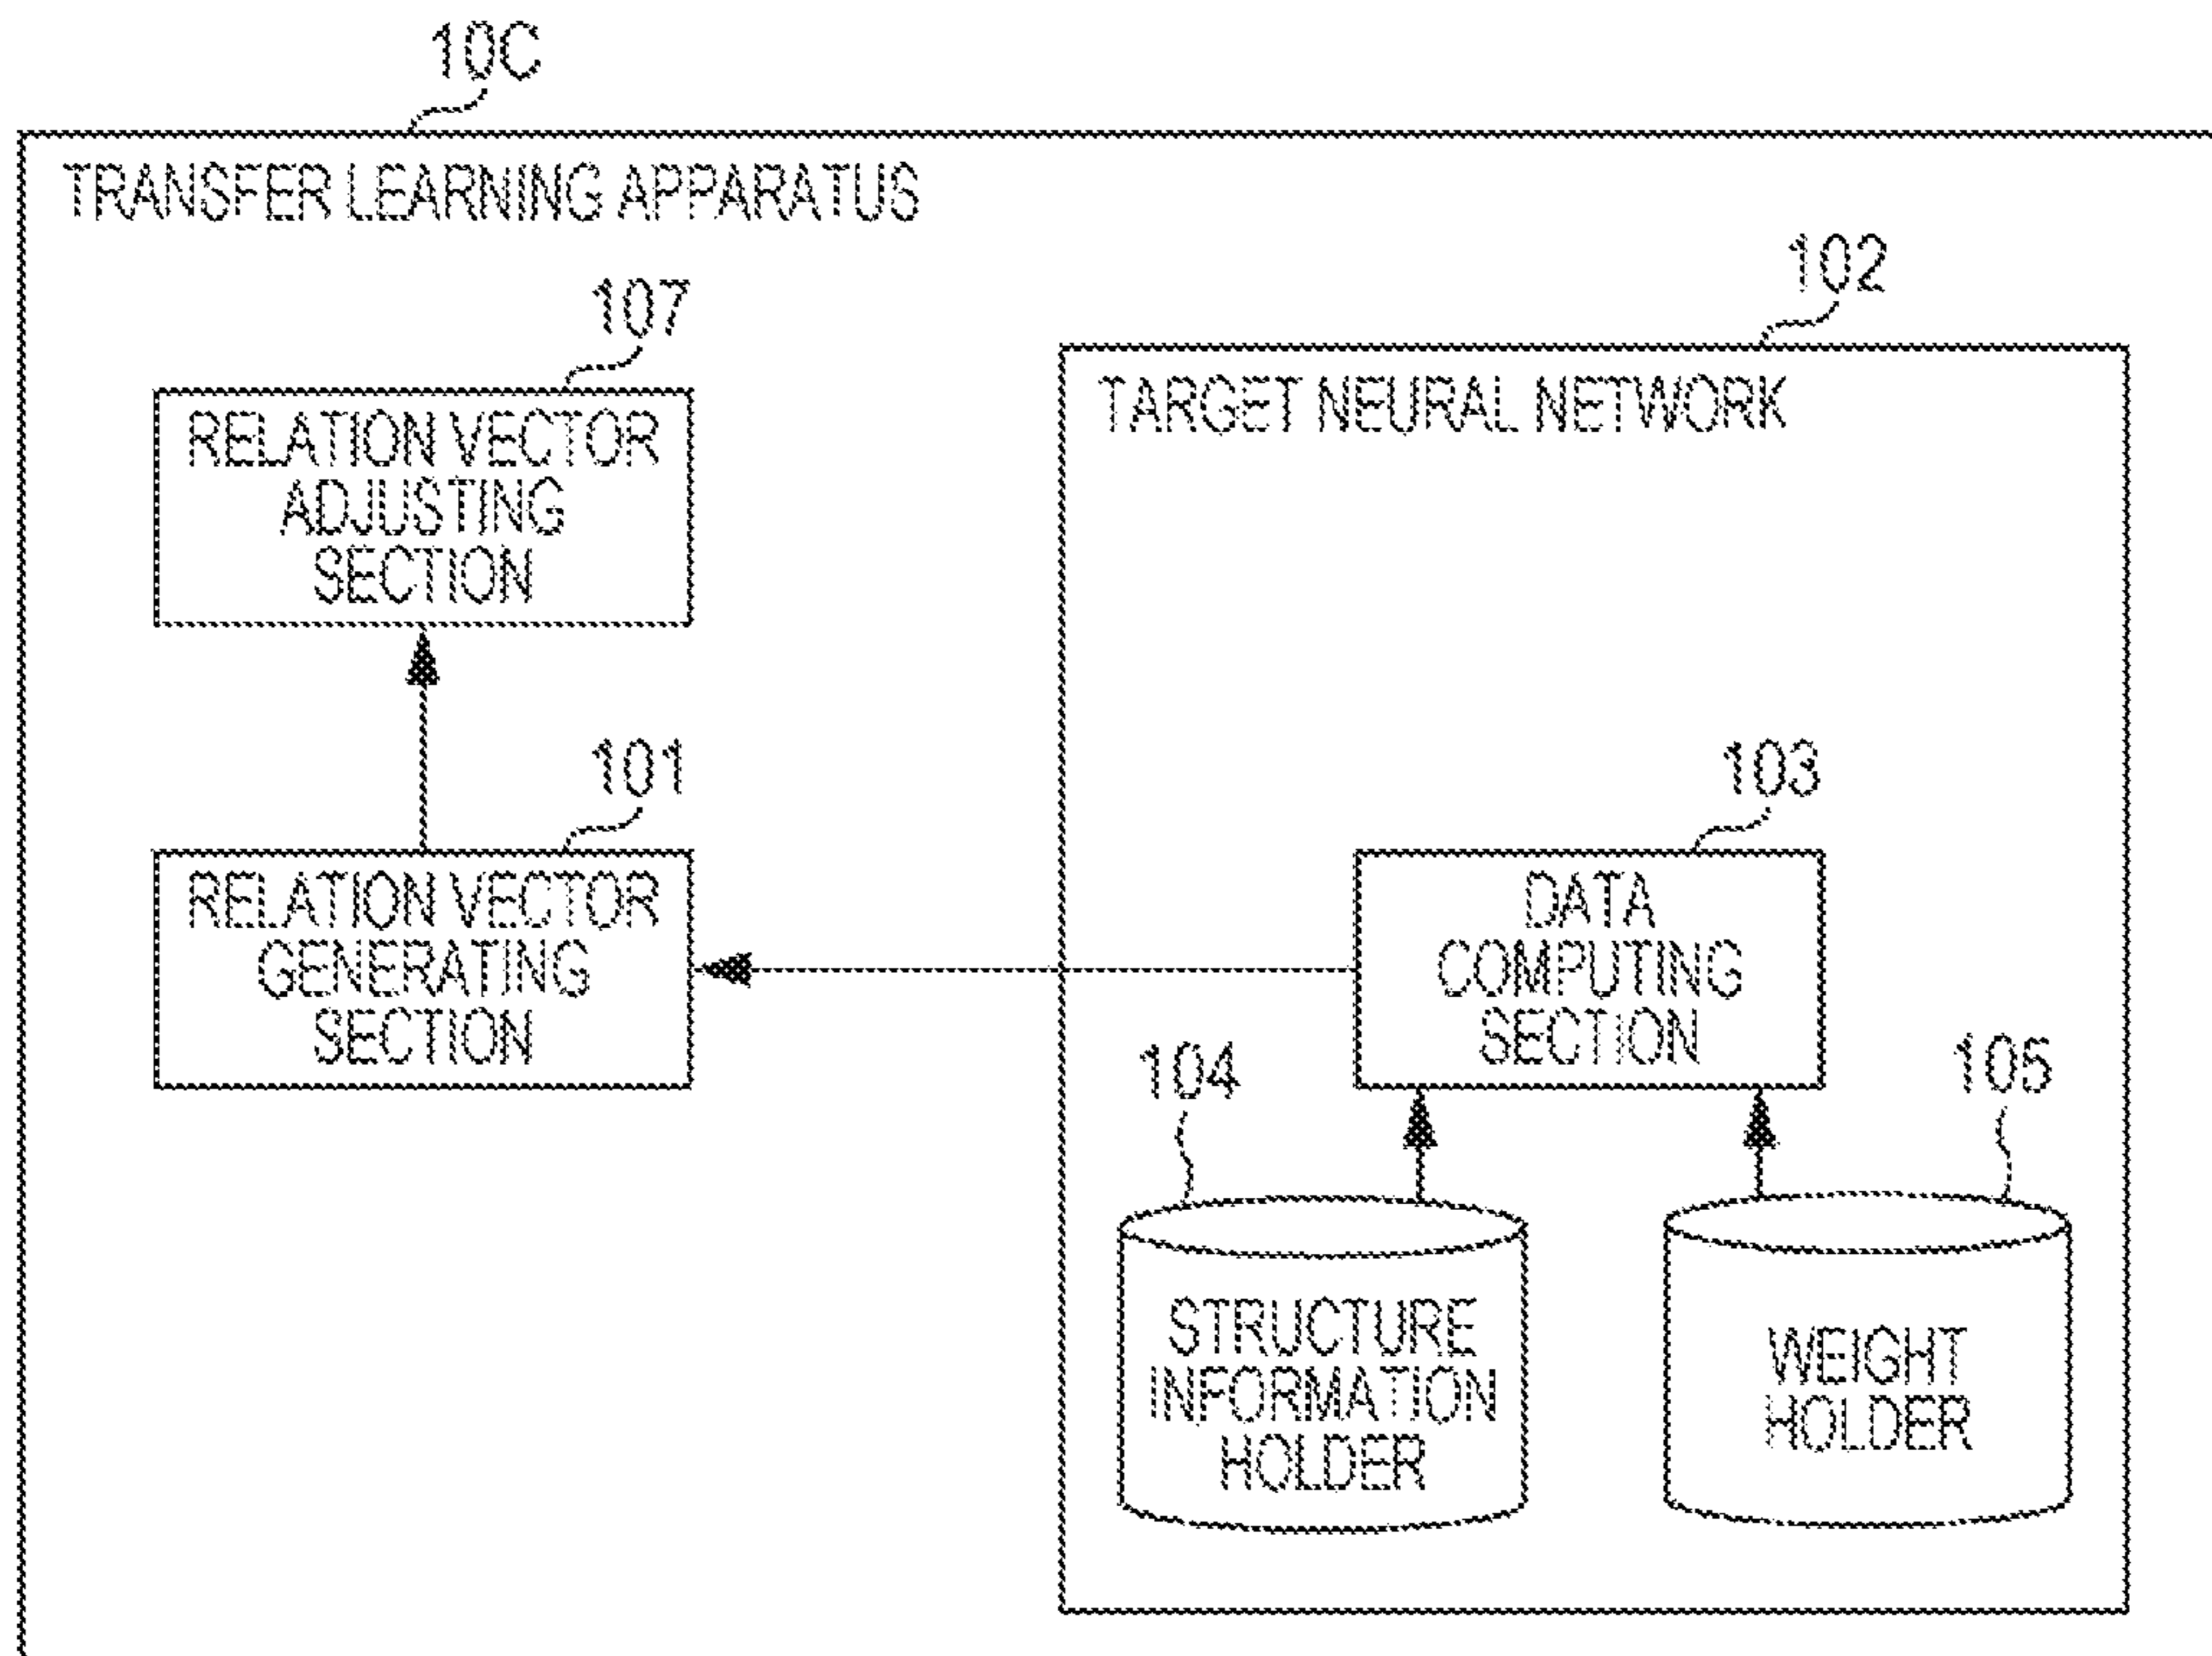 10C
TRANSFER LEARNING APPARATUS
107
RELATION VECTOR
ADJUSTING
SECTION
102
TARGET NEURAL NETWORK
101
RELATION VECTOR
GENERATING
SECTION
103
DATA
COMPUTING
SECTION
104
STRUCTURE
INFORMATION
HOLDER
105
WEIGHT
HOLDER